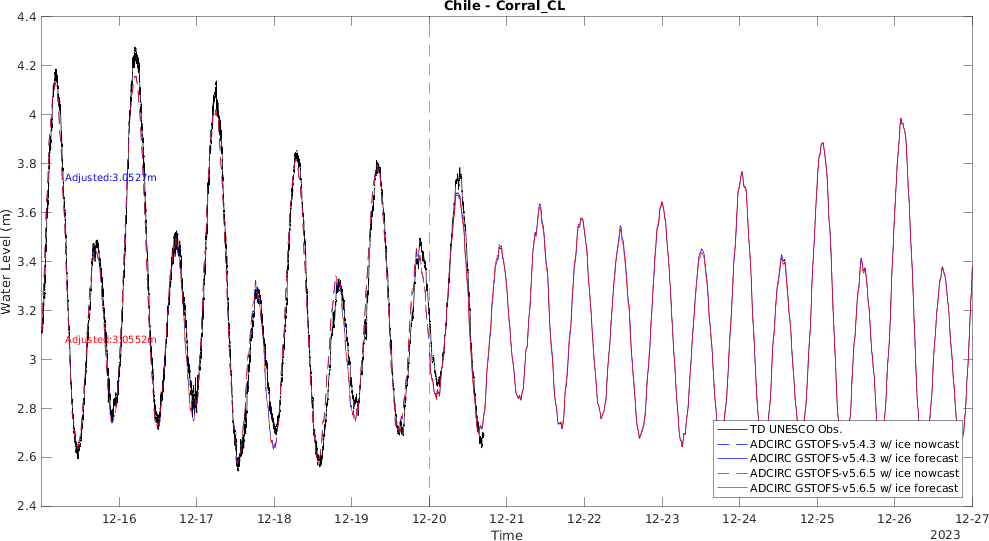 Chile - Corral_CL
4.4
4.2
4
3.8
3.6
3.4
3.2
3
2.8
2.6
2.4
Water Level (m)
Adjusted:3.0527m
Adjusted:3.0552m
TD UNESCO Obs.
ADCIRC GSTOFS-v5.4.3 w/ ice nowcast
ADCIRC GSTOFS-v5.4.3 w/ ice forecast
ADCIRC GSTOFS-v5.6.5 w/ ice nowcast
ADCIRC GSTOFS-v5.6.5 w/ ice forecast
12-16 12-17 12-18 12-19 12-20 12-21 12-22 12-23 12-24 12-25 12-26 12-27
Time
2023